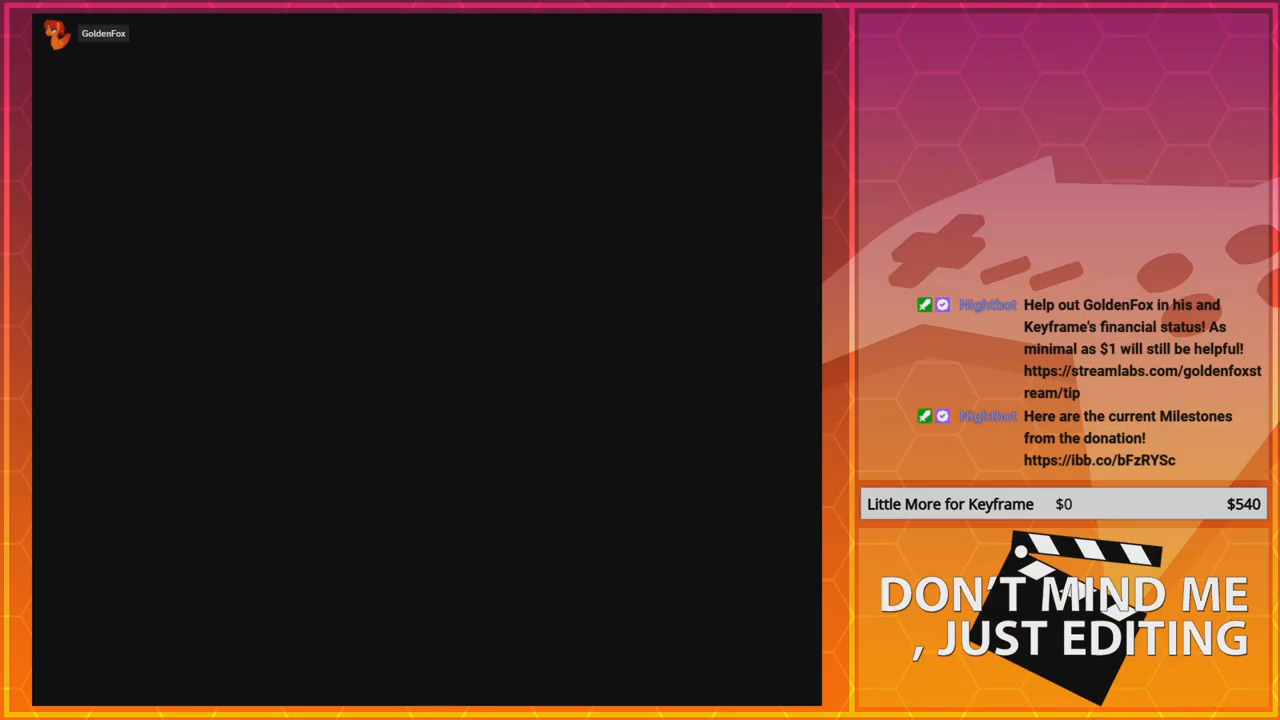 GoldenFox
Nightbot Help out GoldenFox in his and
Keyframe's financial status! As
minimal as $1 will still be helpful!
https://streamlabs.com/goldenfoxst
ream/tip
Nightbot Here are the current Milestones
from the donation!
https://ibb.co/bFzRYSc
Little More for Keyframe $0 $540
DON'T MIND ME
, JUST EDITING